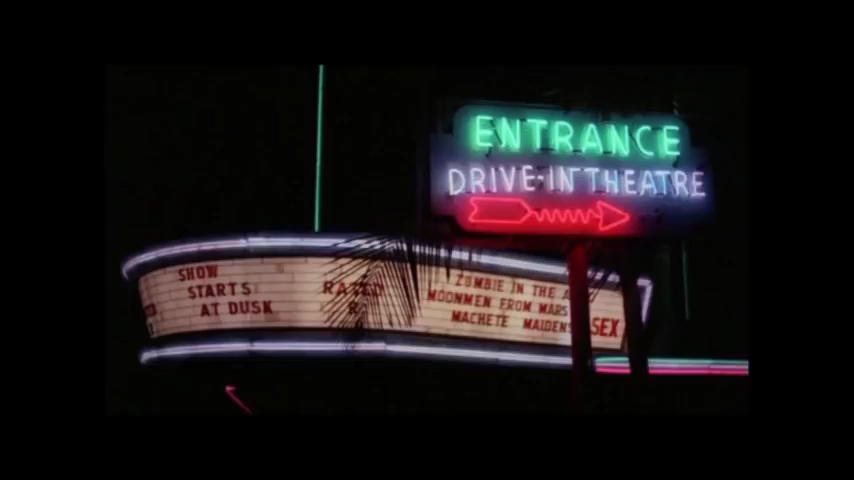 ENTRANCE
DRIVE-IN THEATRE
SHOW
STARTS
AT DUSK
RATED
R
ZOMBIE IN THE
MOONMEN FROM MARS
MACHETE MAIDENS
SEX